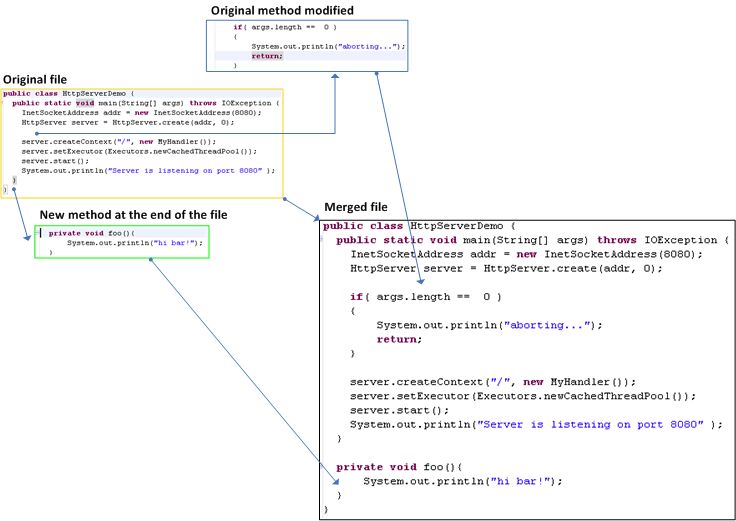 Original method modified
if( args.length ==  0 )
{
System.out.println("aborting...");
return;
}
Original file
public class HttpServerDemo {
public static void main(String[] args) throws IOException {
InetSocketAddress addr = new InetSocketAddress(8080);
HttpServer server = HttpServer.create(addr, 0);
server.createContext("/", new MyHandler());
server.setExecutor(Executors.newCachedThreadPool());
server.start();
System.out.println("Server is listening on port 8080" );
}
}
New method at the end of the file
private void foo(){
System.out.println("hi bar!");
}
Merged file
public class HttpServerDemo {
public static void main(String[] args) throws IOException {
InetSocketAddress addr = new InetSocketAddress(8080);
HttpServer server = HttpServer.create(addr, 0);
if( args.length ==  0 )
{
System.out.println("aborting...");
return;
}
server.createContext("/", new MyHandler());
server.setExecutor(Executors.newCachedThreadPool());
server.start();
System.out.println("Server is listening on port 8080" );
}
private void foo(){
System.out.println("hi bar!");
}
}